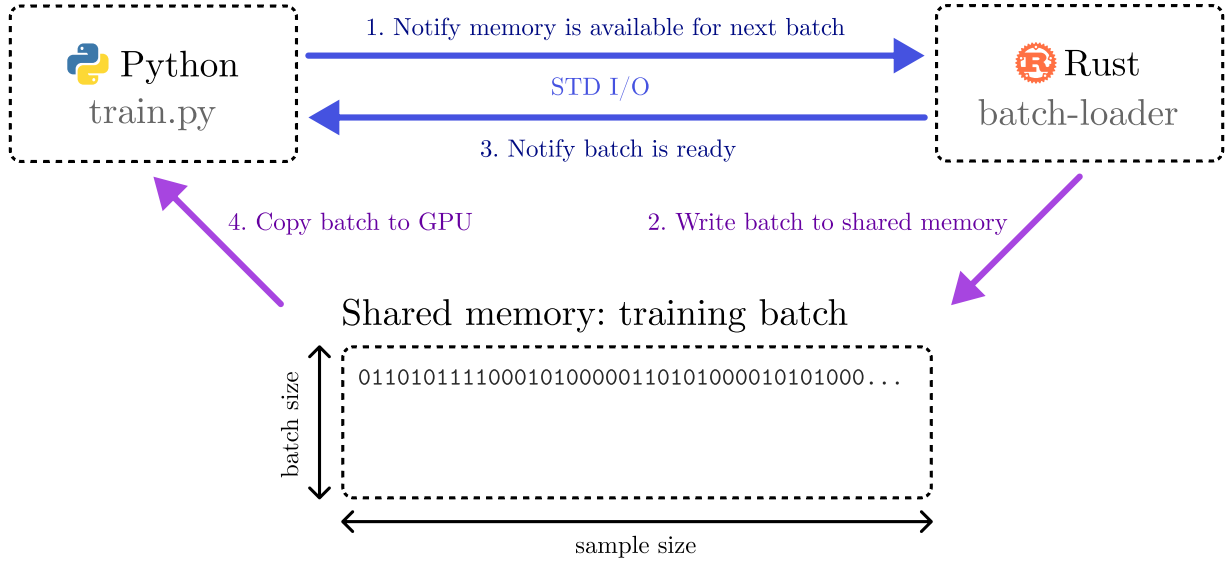 1. Notify memory is available for next batch
Python
train.py
STD I/O
Rust
batch-loader
3. Notify batch is ready
4. Copy batch to GPU
2. Write batch to shared memory
Shared memory: training batch
011010111100010100000110101000010101000...
batch size
sample size